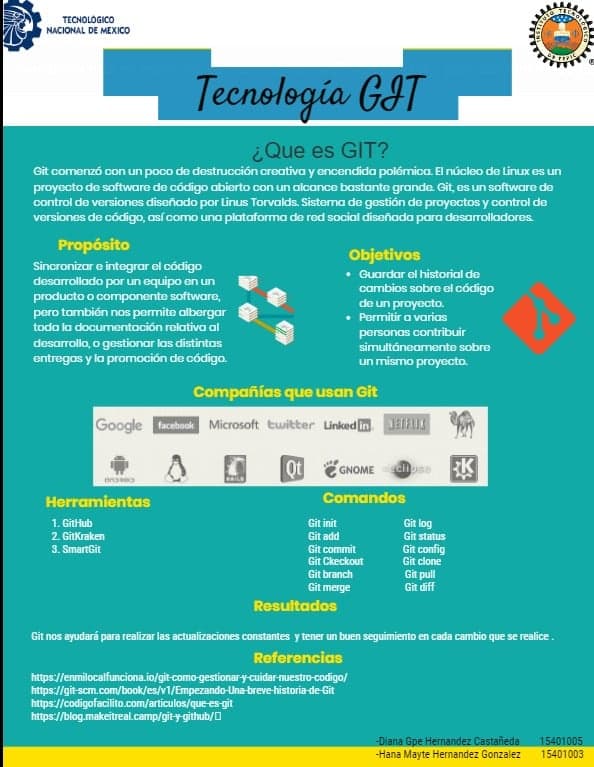 TECNOLÓGICO
NACIONAL DE MÉXICO
INSTITUTO TECNOLÓGICO
DE TEPIC
Tecnología GIT
¿Que es GIT?
Git comenzó con un poco de destrucción creativa y encendida polémica. El núcleo de Linux es un
proyecto de software de código abierto con un alcance bastante grande. Git, es un software de
control de versiones diseñado por Linus Torvalds. Sistema de gestión de proyectos y control de
versiones de código, así como una plataforma de red social diseñada para desarrolladores.
Propósito
Sincronizar e integrar el código
desarrollado por un equipo en un
producto o componente software,
pero también nos permite albergar
toda la documentación relativa al
desarrollo, o gestionar las distintas
entregas y la promoción de código.
Objetivos
• Guardar el historial de
cambios sobre el código
de un proyecto.
• Permitir a varias
personas contribuir
simultáneamente sobre
un mismo proyecto.
Compañías que usan Git
Google facebook Microsoft twitter Linked in NETFLIX
ANDROID RAILS Qt GNOME eclipse K
Herramientas
1. GitHub
2. GitKraken
3. SmartGit
Comandos
Git init Git log
Git add Git status
Git commit Git config
Git Ckeckout Git clone
Git branch Git pull
Git merge Git diff
Resultados
Git nos ayudará para realizar las actualizaciones constantes y tener un buen seguimiento en cada cambio que se realice .
Referencias
https://enmilocalfunciona.io/git-como-gestionar-y-cuidar-nuestro-codigo/
https://git-scm.com/book/es/v1/Empezando-Una-breve-historia-de-Git
https://codigofacilito.com/articulos/que-es-git
https://blog.makeitreal.camp/git-y-github/
-Diana Gpe Hernandez Castañeda 15401005
-Hana Mayte Hernandez Gonzalez 15401003